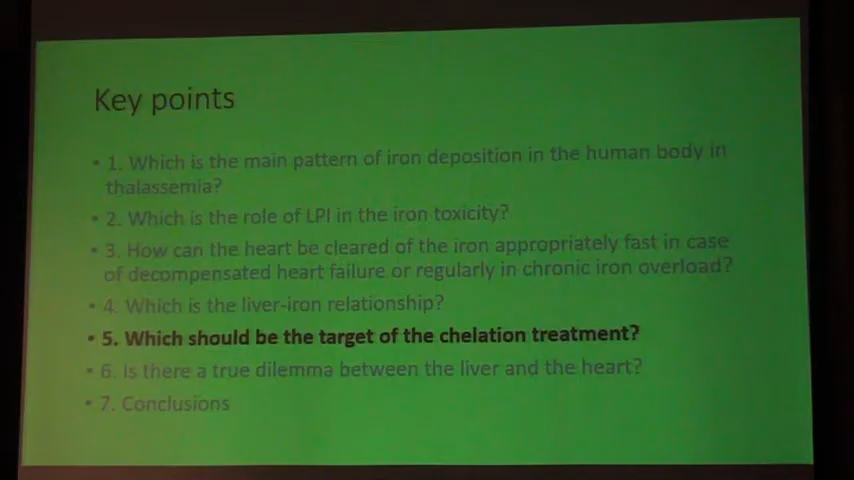 Key points
• 1. Which is the main pattern of iron deposition in the human body in
thalassemia?
• 2. Which is the role of LPI in the iron toxicity?
• 3. How can the heart be cleared of the iron appropriately fast in case
of decompensated heart failure or regularly in chronic iron overload?
• 4. Which is the liver-iron relationship?
• 5. Which should be the target of the chelation treatment?
• 6. Is there a true dilemma between the liver and the heart?
• 7. Conclusions